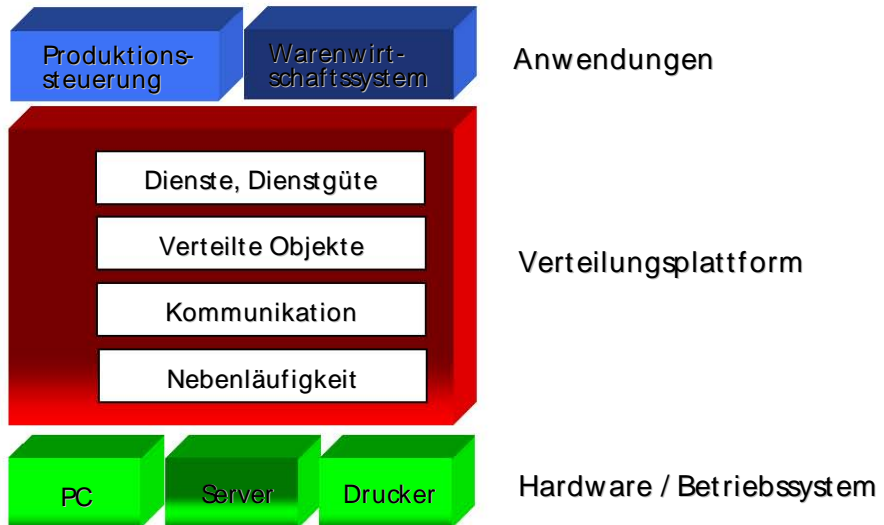 Produktions-
steuerung
Warenwirt-
schaftssystem
Anwendungen
Dienste, Dienstgüte
Verteilte Objekte
Kommunikation
Nebenläufigkeit
Verteilungsplattform
PC
Server
Drucker
Hardware / Betriebssystem